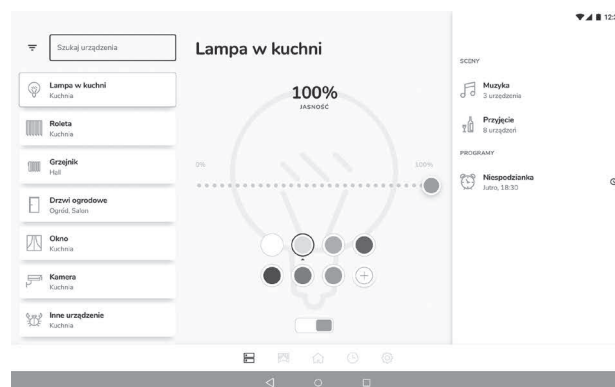 12:
Szukaj urządzenia
Lampa w kuchni
Kuchnia
Roleta
Kuchnia
Grzejnik
Hall
Drzwi ogrodowe
Ogród, Salon
Okno
Kuchnia
Kamera
Kuchnia
Inne urządzenie
Kuchnia
Lampa w kuchni
100%
JASNOŚĆ
0%
100%
SCENY
Muzyka
3 urządzenia
Przyjęcie
8 urządzeń
PROGRAMY
Niespodzianka
Jutro, 18:30